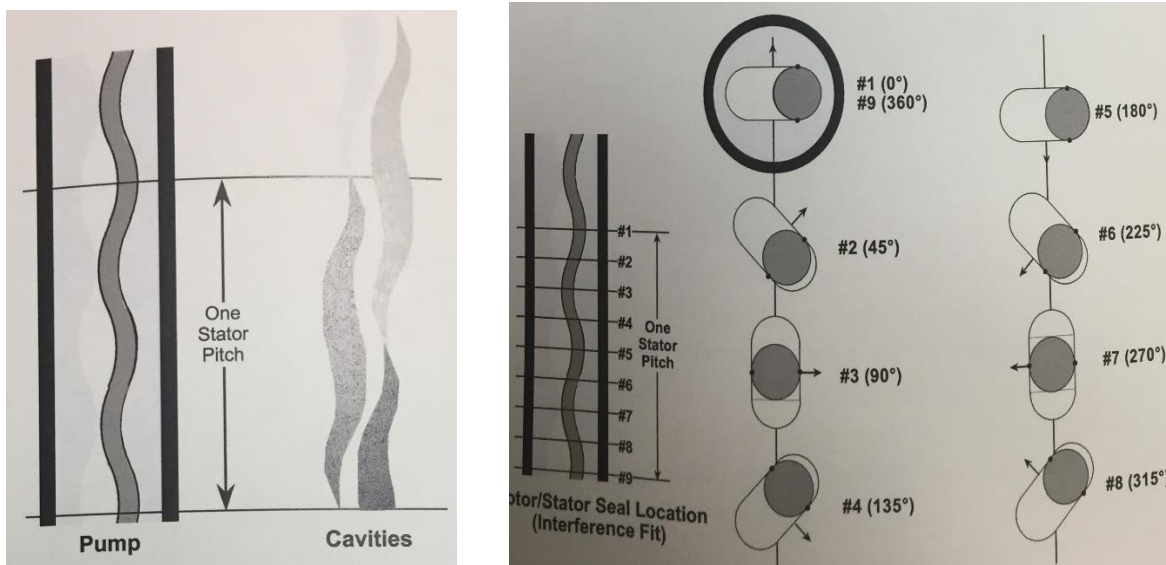 One
Stator
Pitch
Pump
Cavities
#1
#2
#3
#4
#5
#6
#7
#8
#9
One
Stator
Pitch
Seal Location
(Interference Fit)
#1 (0°)
#9 (360°)
#2 (45°)
#3 (90°)
#4 (135°)
#5 (180°)
#6 (225°)
#7 (270°)
#8 (315°)